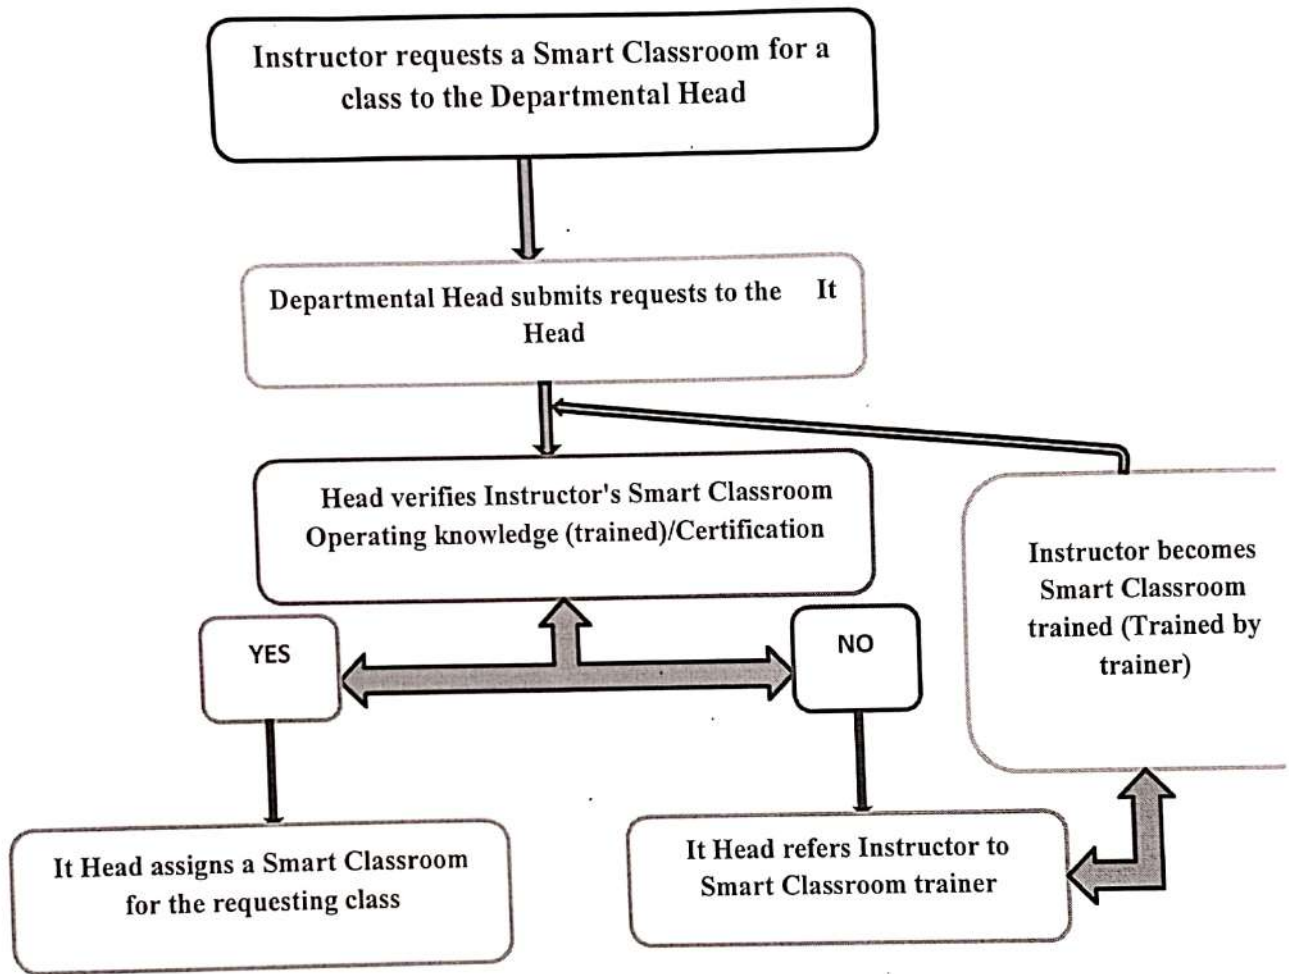 Instructor requests a Smart Classroom for a
class to the Departmental Head
Departmental Head submits requests to the It
Head
Head verifies Instructor's Smart Classroom
Operating knowledge (trained)/Certification
YES
NO
Instructor becomes
Smart Classroom
trained (Trained by
trainer)
It Head assigns a Smart Classroom
for the requesting class
It Head refers Instructor to
Smart Classroom trainer